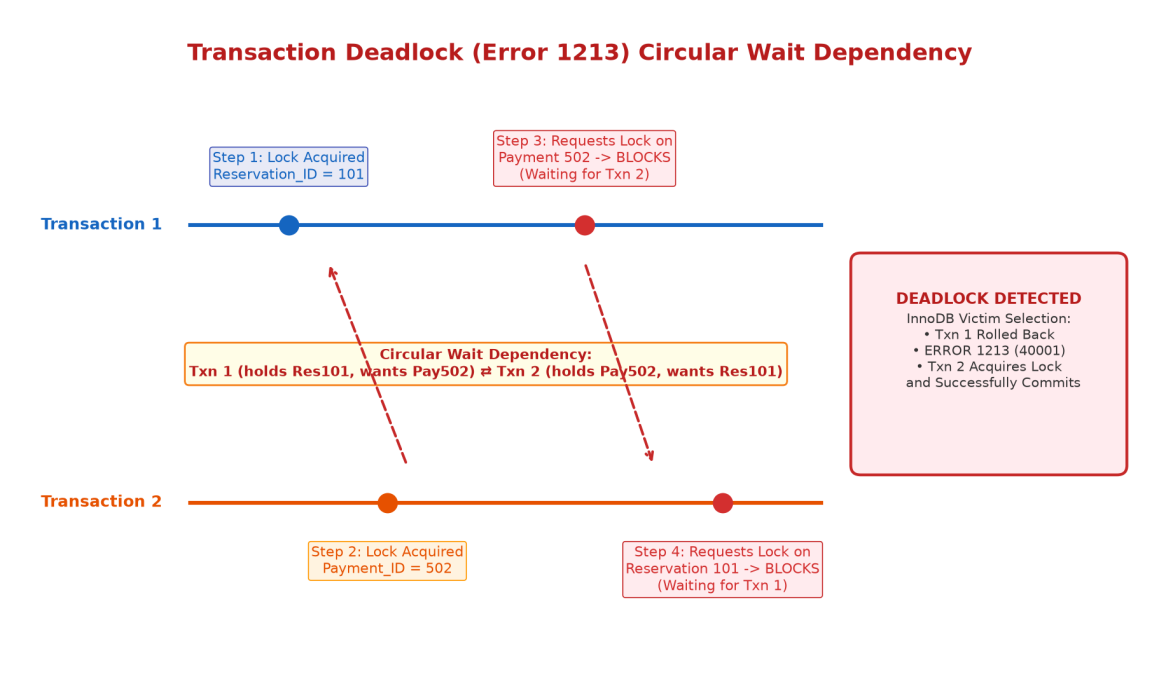 Transaction Deadlock (Error 1213) Circular Wait Dependency
Step 1: Lock Acquired
Reservation_ID = 101
Step 3: Requests Lock on
Payment 502 -> BLOCKS
(Waiting for Txn 2)
Transaction 1
DEADLOCK DETECTED
InnoDB Victim Selection:
• Txn 1 Rolled Back
• ERROR 1213 (40001)
• Txn 2 Acquires Lock
and Successfully Commits
Circular Wait Dependency:
Txn 1 (holds Res101, wants Pay502) ⇄ Txn 2 (holds Pay502, wants Res101)
Transaction 2
Step 2: Lock Acquired
Payment_ID = 502
Step 4: Requests Lock on
Reservation 101 -> BLOCKS
(Waiting for Txn 1)